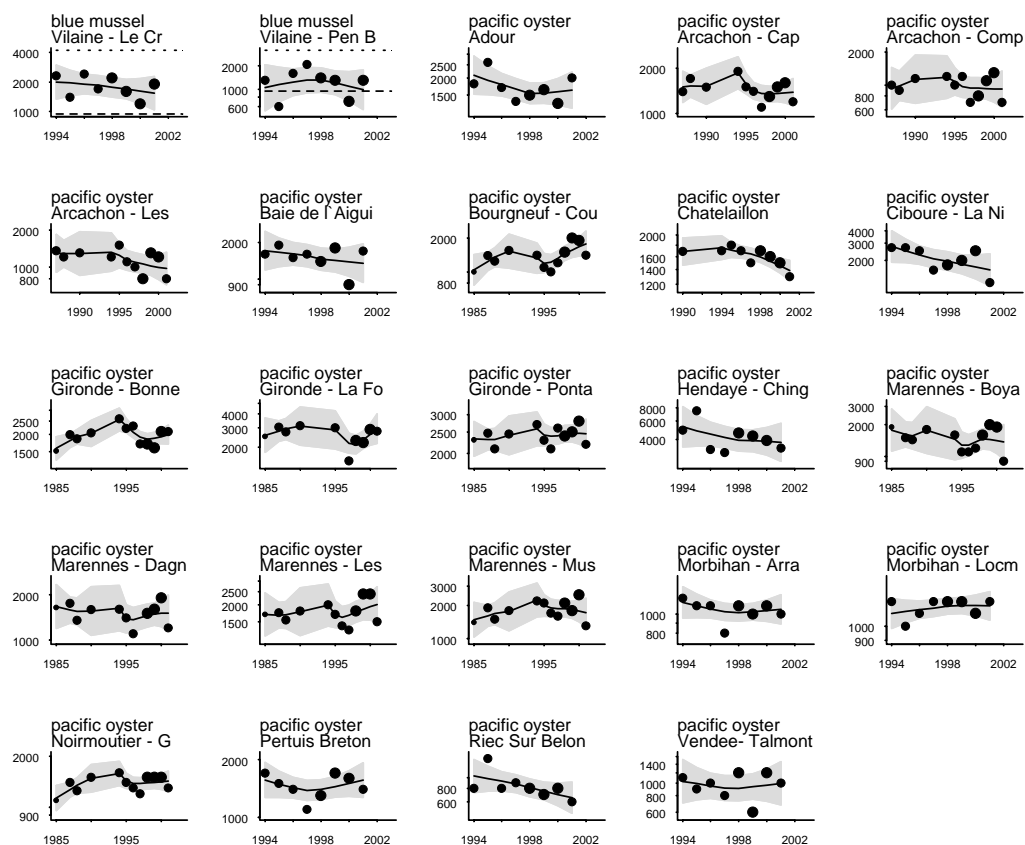 blue mussel
Vilaine - Le Cr
4000
2000
1000
1994
1998
2002
blue mussel
Vilaine - Pen B
2000
1000
600
1994
1998
2002
pacific oyster
Adour
2500
1500
1994
1998
2002
pacific oyster
Arcachon - Cap
2000
1000
1990
1995
2000
pacific oyster
Arcachon - Comp
2000
800
600
1990
1995
2000
pacific oyster
Arcachon - Les
2000
1000
800
1990
1995
2000
pacific oyster
Baie de l`Aigui
2000
900
1994
1998
2002
pacific oyster
Bourgneuf - Cou
2000
800
1985
1995
pacific oyster
Chatelaillon
2000
1600
1400
1200
1990
1994
1998
2002
pacific oyster
Ciboure - La Ni
4000
3000
2000
1994
1998
2002
pacific oyster
Gironde - Bonne
2500
2000
1500
1985
1995
pacific oyster
Gironde - La Fo
4000
3000
2000
1985
1995
pacific oyster
Gironde - Ponta
3000
2500
2000
1985
1995
pacific oyster
Hendaye - Ching
8000
6000
4000
1994
1998
2002
pacific oyster
Marennes - Boya
3000
2000
900
1985
1995
pacific oyster
Marennes - Dagn
2000
1000
1985
1995
pacific oyster
Marennes - Les
2500
2000
1500
1985
1995
pacific oyster
Marennes - Mus
3000
2000
1000
1985
1995
pacific oyster
Morbihan - Arra
1000
800
1994
1998
2002
pacific oyster
Morbihan - Locm
1000
900
1994
1998
2002
pacific oyster
Noirmoutier - G
2000
900
1985
1995
pacific oyster
Pertuis Breton
2000
1000
1994
1998
2002
pacific oyster
Riec Sur Belon
800
600
1994
1998
2002
pacific oyster
Vendee- Talmont
1400
1000
800
600
1994
1998
2002